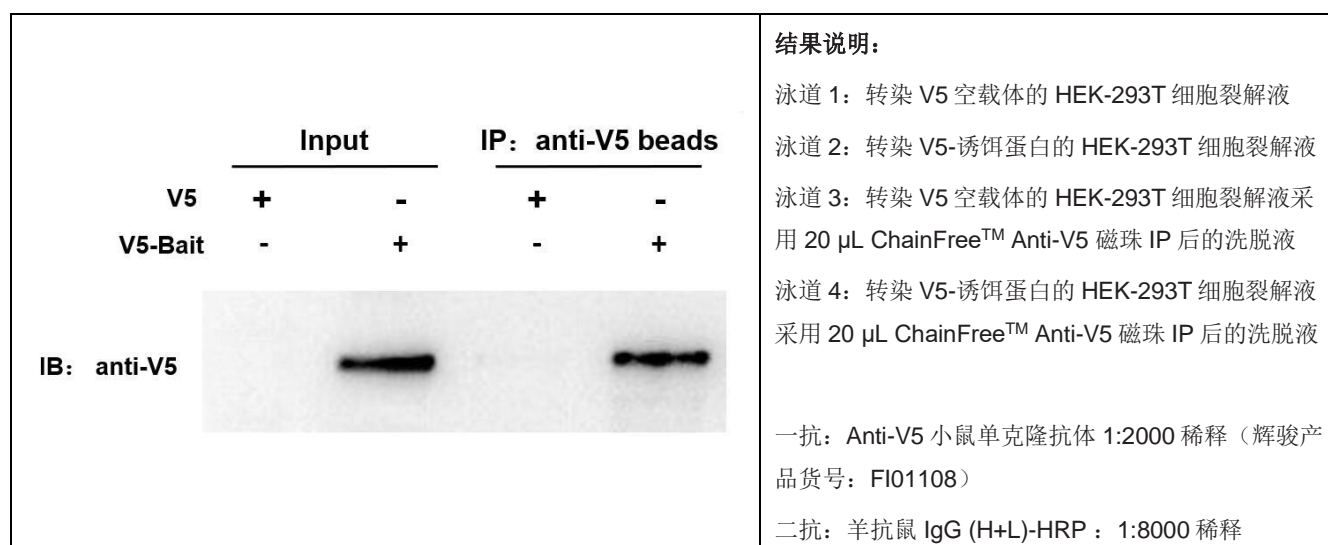 Input IP：anti-V5 beads
V5 + - + -
V5-Bait - + - +
IB： anti-V5
结果说明：
泳道 1：转染 V5 空载体的 HEK-293T 细胞裂解液
泳道 2：转染 V5-诱饵蛋白的 HEK-293T 细胞裂解液
泳道 3：转染 V5 空载体的 HEK-293T 细胞裂解液采
用 20 μL ChainFree™ Anti-V5 磁珠 IP 后的洗脱液
泳道 4：转染 V5-诱饵蛋白的 HEK-293T 细胞裂解液
采用 20 μL ChainFree™ Anti-V5 磁珠 IP 后的洗脱液
一抗：Anti-V5 小鼠单克隆抗体 1:2000 稀释（辉骏产
品货号：FI01108）
二抗：羊抗鼠 IgG (H+L)-HRP ：1:8000 稀释